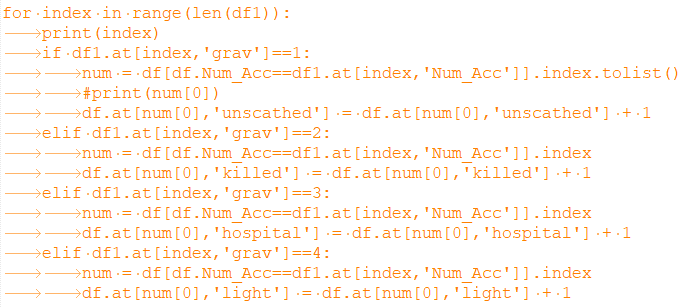 for index in range(len(df1)):
    print(index)
    if df1.at[index,'grav']==1:
        num = df[df.Num_Acc==df1.at[index,'Num_Acc']].index.tolist()
        #print(num[0])
        df.at[num[0],'unscathed'] = df.at[num[0],'unscathed'] + 1
    elif df1.at[index,'grav']==2:
        num = df[df.Num_Acc==df1.at[index,'Num_Acc']].index
        df.at[num[0],'killed'] = df.at[num[0],'killed'] + 1
    elif df1.at[index,'grav']==3:
        num = df[df.Num_Acc==df1.at[index,'Num_Acc']].index
        df.at[num[0],'hospital'] = df.at[num[0],'hospital'] + 1
    elif df1.at[index,'grav']==4:
        num = df[df.Num_Acc==df1.at[index,'Num_Acc']].index
        df.at[num[0],'light'] = df.at[num[0],'light'] + 1